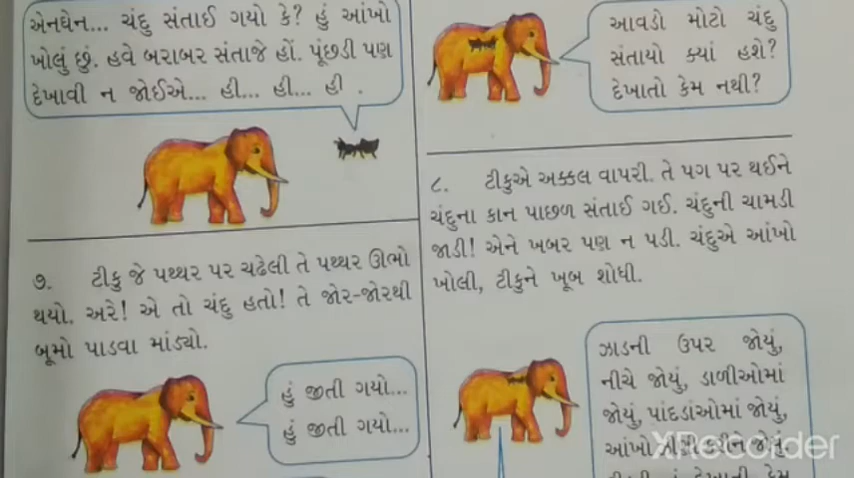 એનઘેન... ચંદુ સંતાઈ ગયો કે? હું આંખો
ખોલું છું. હવે બરાબર સંતાજે હોં. પૂંછડી પણ
દેખાવી ન જોઈએ... હી... હી... હી .
૭. ટીકુ જે પથ્થર પર ચઢેલી તે પથ્થર ઊભો
થયો. અરે! એ તો ચંદુ હતો! તે જોર-જોરથી
બૂમો પાડવા માંડ્યો.
હું જીતી ગયો...
હું જીતી ગયો...
આવડો મોટો ચંદુ
સંતાયો ક્યાં હશે?
દેખાતો કેમ નથી?
૮. ટીકુએ અક્કલ વાપરી. તે પગ પર થઈને
ચંદુના કાન પાછળ સંતાઈ ગઈ. ચંદુની ચામડી
જાડી! એને ખબર પણ ન પડી. ચંદુએ આંખો
ખોલી, ટીકુને ખૂબ શોધી.
ઝાડની ઉપર જોયું,
નીચે જોયું, ડાળીઓમાં
જોયું, પાંદડાંઓમાં જોયું,
આંખો
XRecorder